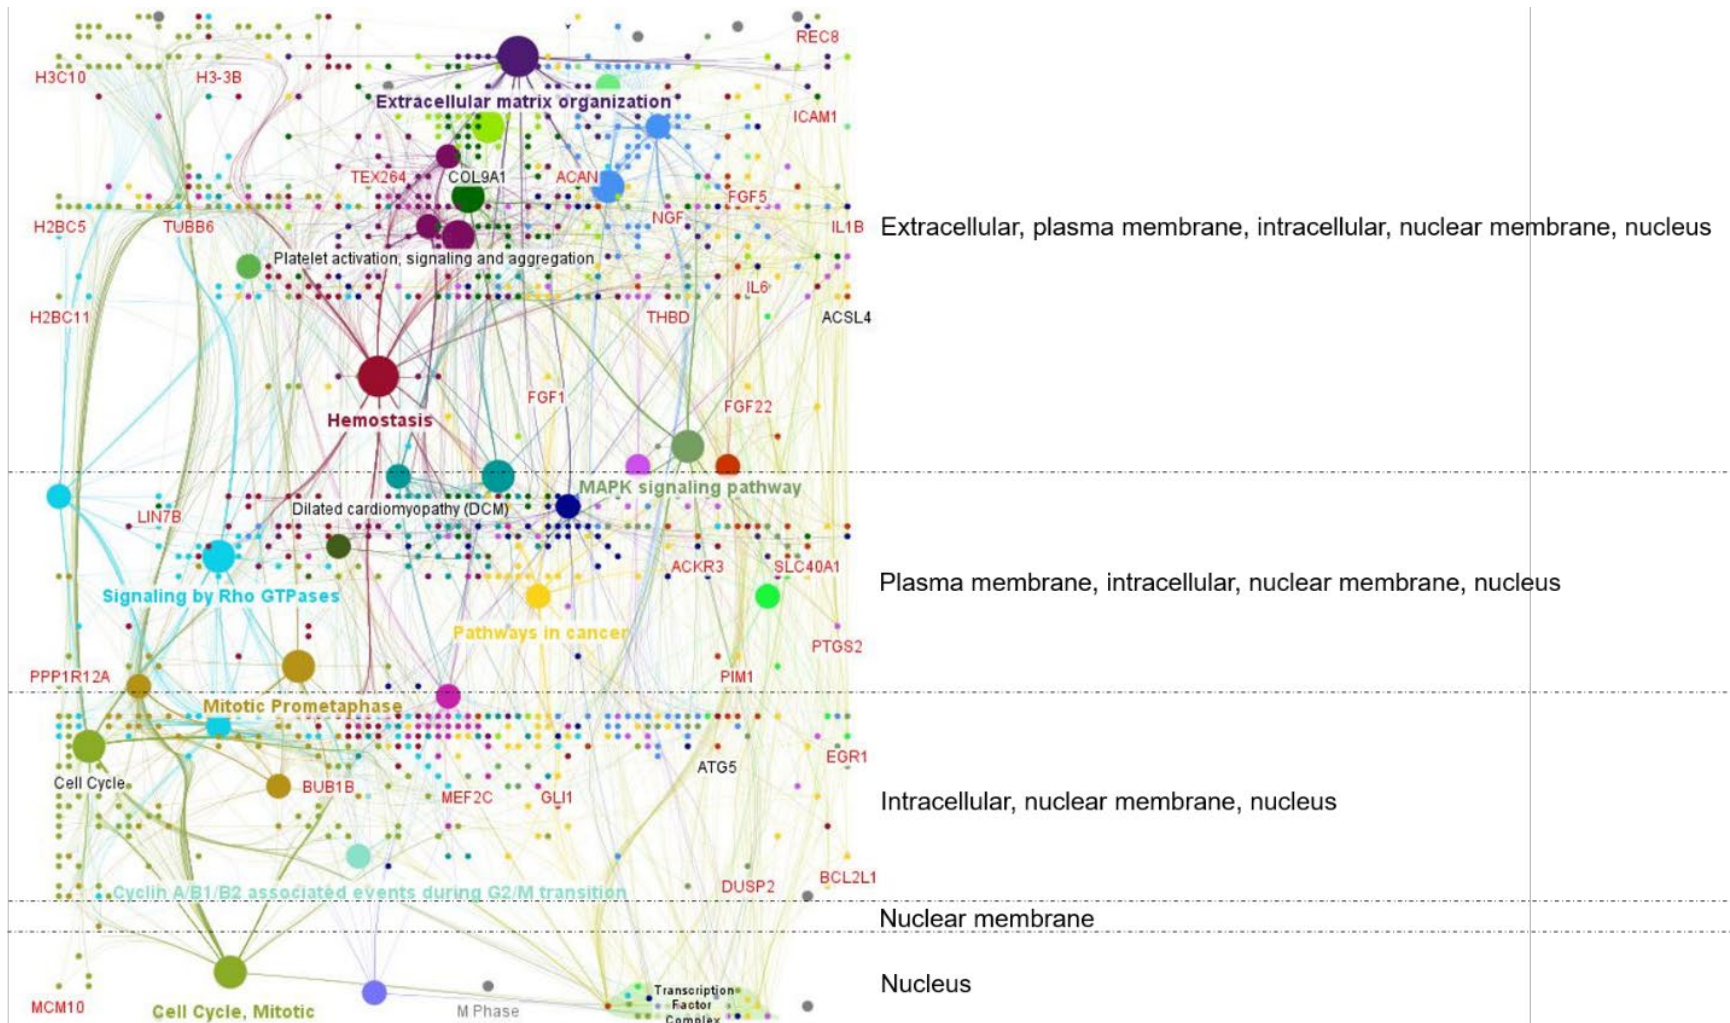 REC8
H3C10
H3-3B
Extracellular matrix organization
ICAM1
TEX264
COL9A1
ACAN
FGF5
NGF
H2BC5
TUBB6
IL1B
Extracellular, plasma membrane, intracellular, nuclear membrane, nucleus
Platelet activation, signaling and aggregation
IL6
H2BC11
THBD
ACSL4
FGF1
FGF22
Hemostasis
MAPK signaling pathway
Dilated cardiomyopathy (DCM)
LIN7B
ACKR3
SLC40A1
Plasma membrane, intracellular, nuclear membrane, nucleus
Signaling by Rho GTPases
Pathways in cancer
PTGS2
PPP1R12A
PIM1
Mitotic Prometaphase
EGR1
ATG5
Cell Cycle
BUB1B
MEF2C
GLI1
Intracellular, nuclear membrane, nucleus
BCL2L1
DUSP2
Cyclin A/B1/B2 associated events during G2/M transition
Nuclear membrane
Nucleus
Transcription
Factor
Complex
MCM10
Cell Cycle, Mitotic
M Phase